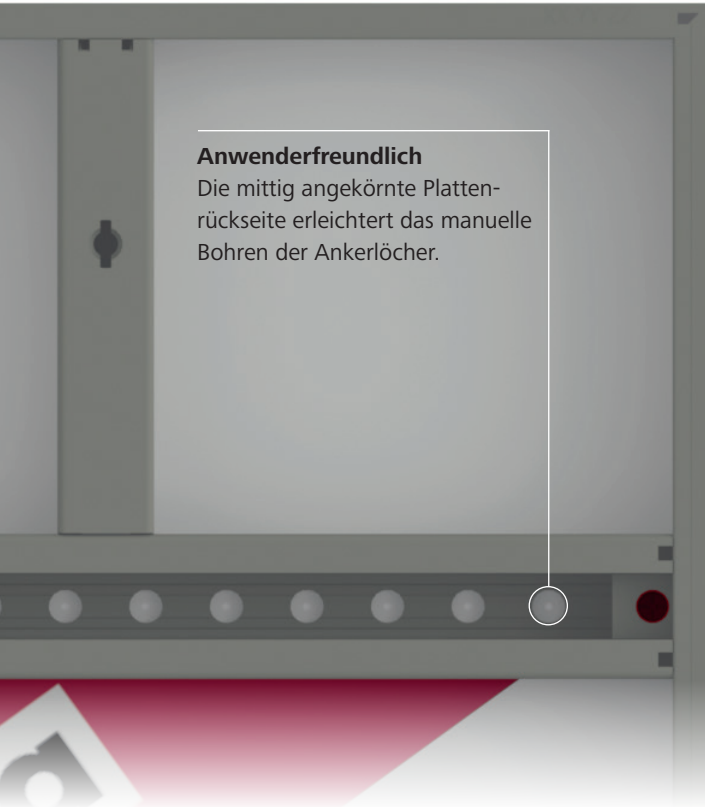 Anwenderfreundlich
Die mittig angekörnte Platten-
rückseite erleichtert das manuelle
Bohren der Ankerlöcher.